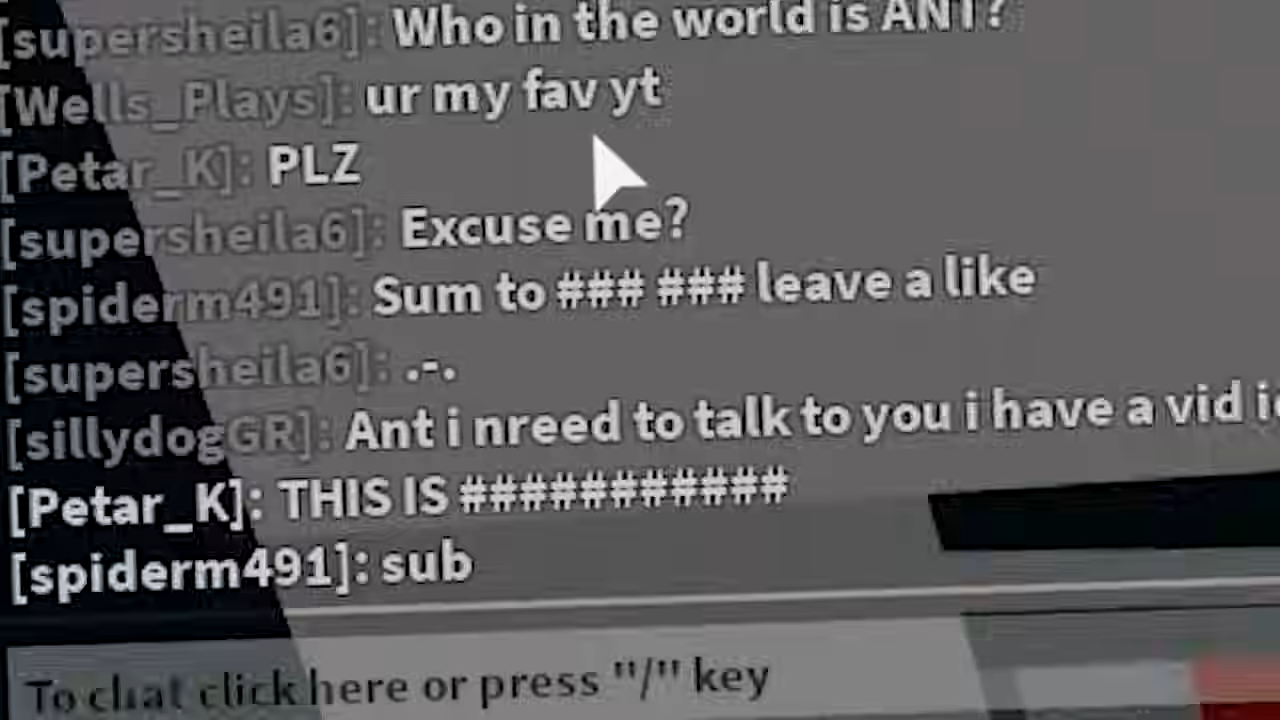 [supersheila6]: Who in the world is ANT?
[Wells_Plays]: ur my fav yt
[Petar_K]: PLZ
[supersheila6]: Excuse me?
[spiderm491]: Sum to ### ### leave a like
[supersheila6]: .-.
[sillydogGR]: Ant i nreed to talk to you i have a vid
[Petar_K]: THIS IS ###########
[spiderm491]: sub
To chat click here or press "/" key